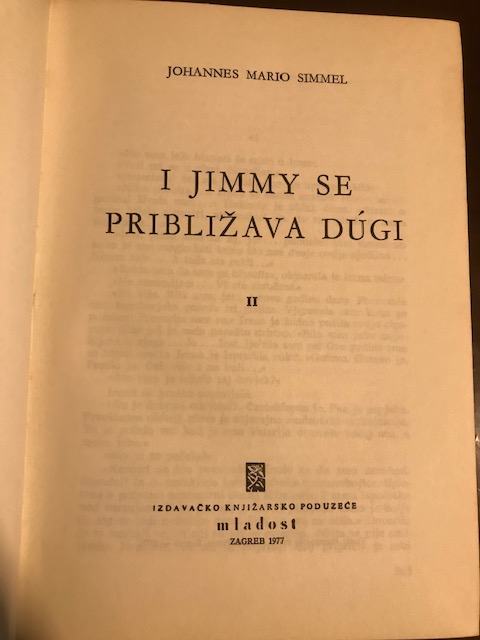 JOHANNES MARIO SIMMEL
I JIMMY SE
PRIBLIŽAVA DÚGI
II
IZDAVAČKO KNJIŽARSKO PODUZEĆE
mladost
ZAGREB 1977